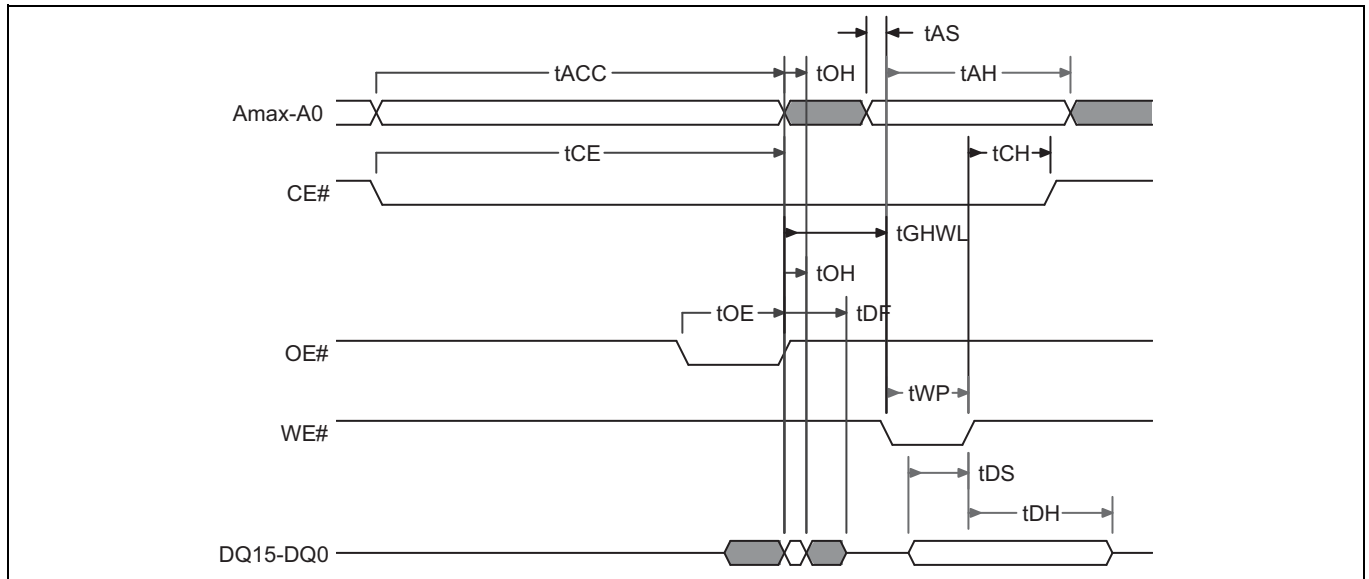 tAS
tACC
tOH
tAH
Amax-A0
tCE
tCH
CE#
tGHWL
tOH
tOE
tDF
OE#
tWP
WE#
tDS
tDH
DQ15-DQ0